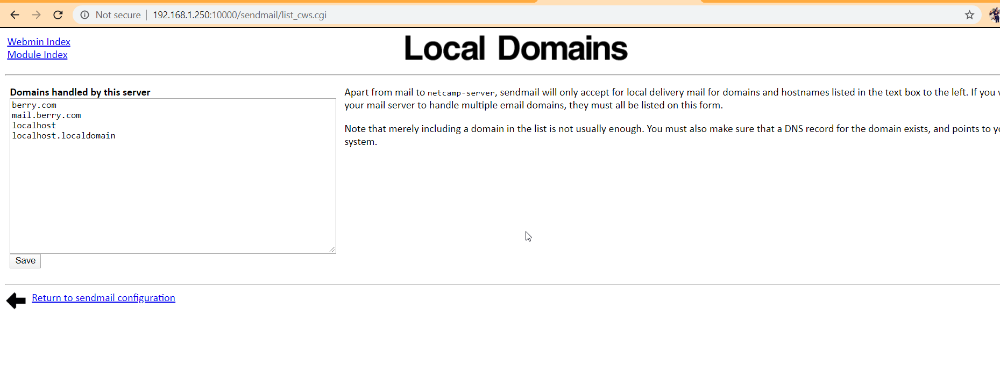 Not secure | 192.168.1.250:10000/sendmail/list_cws.cgi
Webmin Index
Module Index
Local Domains
Domains handled by this server
berry.com
mail.berry.com
localhost
localhost.localdomain
Save
Apart from mail to netcamp-server, sendmail will only accept for local delivery mail for domains and hostnames listed in the text box to the left. If you
your mail server to handle multiple email domains, they must all be listed on this form.
Note that merely including a domain in the list is not usually enough. You must also make sure that a DNS record for the domain exists, and points to
system.
Return to sendmail configuration